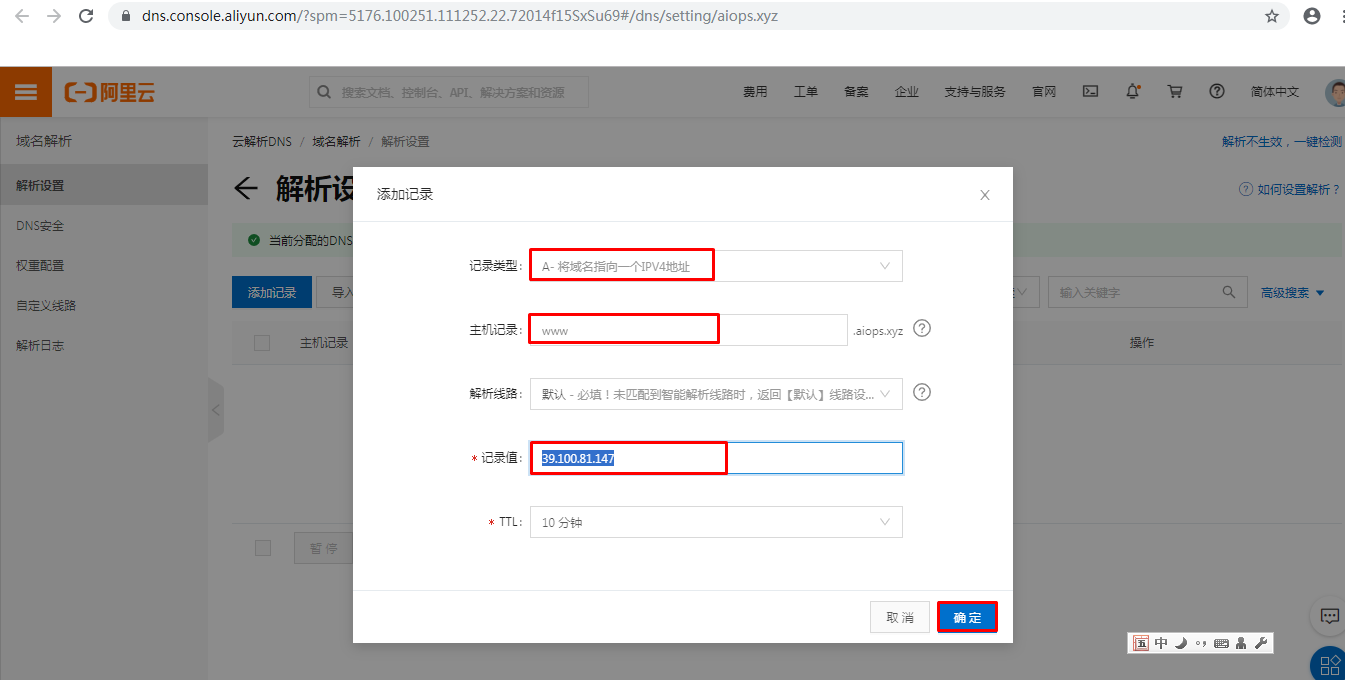 dns.console.aliyun.com/?spm=5176.100251.111252.22.72014f15SxSu69#/dns/setting/aiops.xyz
阿里云
搜索文档、控制台、API、解决方案和资源
费用 工单 备案 企业 支持与服务 官网 简体中文
域名解析
云解析DNS / 域名解析 / 解析设置
解析不生效，一键检测
解析设置
解析设
如何设置解析？
添加记录
X
DNS安全
当前分配的DNS
权重配置
记录类型:
A- 将域名指向一个IPV4地址
添加记录
导入
输入关键字
高级搜索
自定义线路
主机记录:
www
.aiops.xyz
解析日志
主机记录
操作
解析线路:
默认 - 必填！未匹配到智能解析线路时，返回【默认】线路设...
* 记录值:
39.100.81.147
* TTL:
10 分钟
暂 停
取 消
确 定
五 中